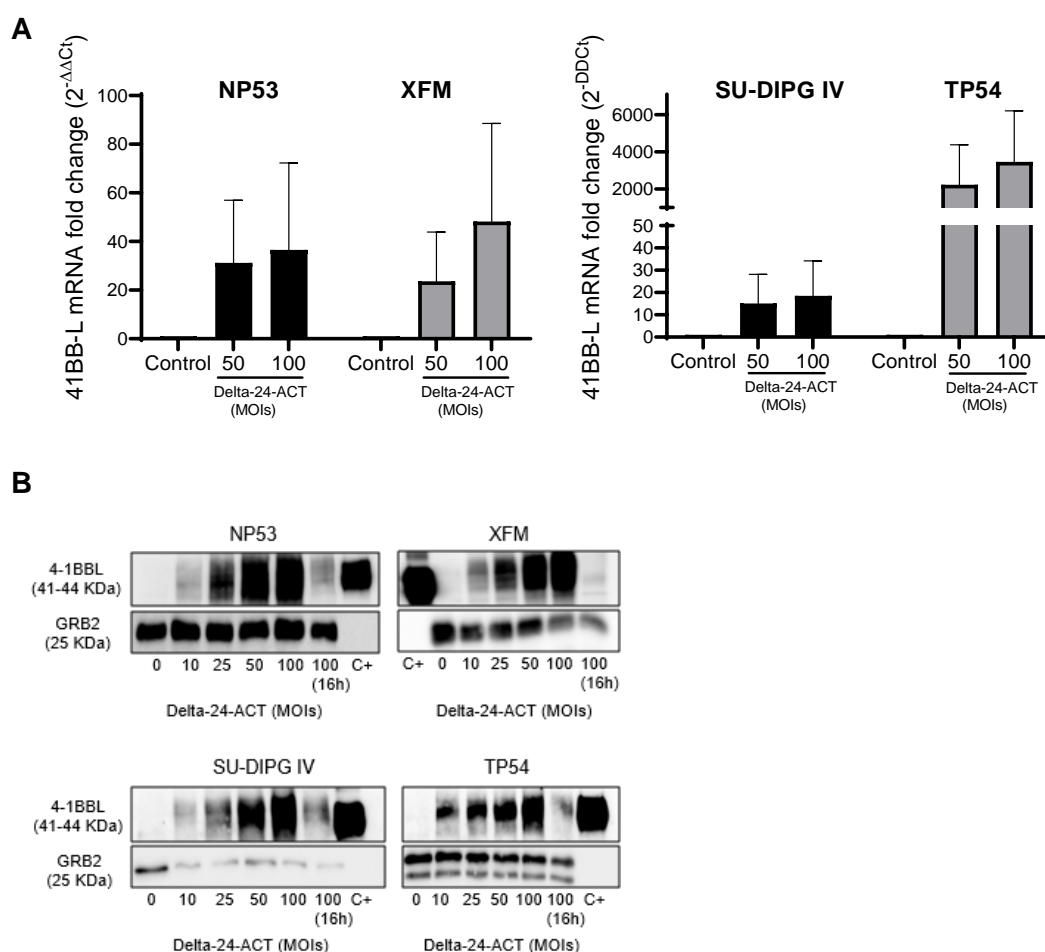 A
41BB-L mRNA fold change (2^-ΔΔCt)
NP53 XFM
100
80
60
40
20
0
Control 50 100 Control 50 100
Delta-24-ACT
(MOIs)
Delta-24-ACT
(MOIs)
41BB-L mRNA fold change (2^-DDCt)
SU-DIPG IV TP54
6000
4000
2000
50
40
30
20
10
0
Control 50 100 Control 50 100
Delta-24-ACT
(MOIs)
Delta-24-ACT
(MOIs)
B
NP53
4-1BBL
(41-44 KDa)
GRB2
(25 KDa)
0 10 25 50 100 100 C+
(16h)
Delta-24-ACT (MOIs)
XFM
C+ 0 10 25 50 100 100
(16h)
Delta-24-ACT (MOIs)
SU-DIPG IV
4-1BBL
(41-44 KDa)
GRB2
(25 KDa)
0 10 25 50 100 100 C+
(16h)
Delta-24-ACT (MOIs)
TP54
0 10 25 50 100 100 C+
(16h)
Delta-24-ACT (MOIs)